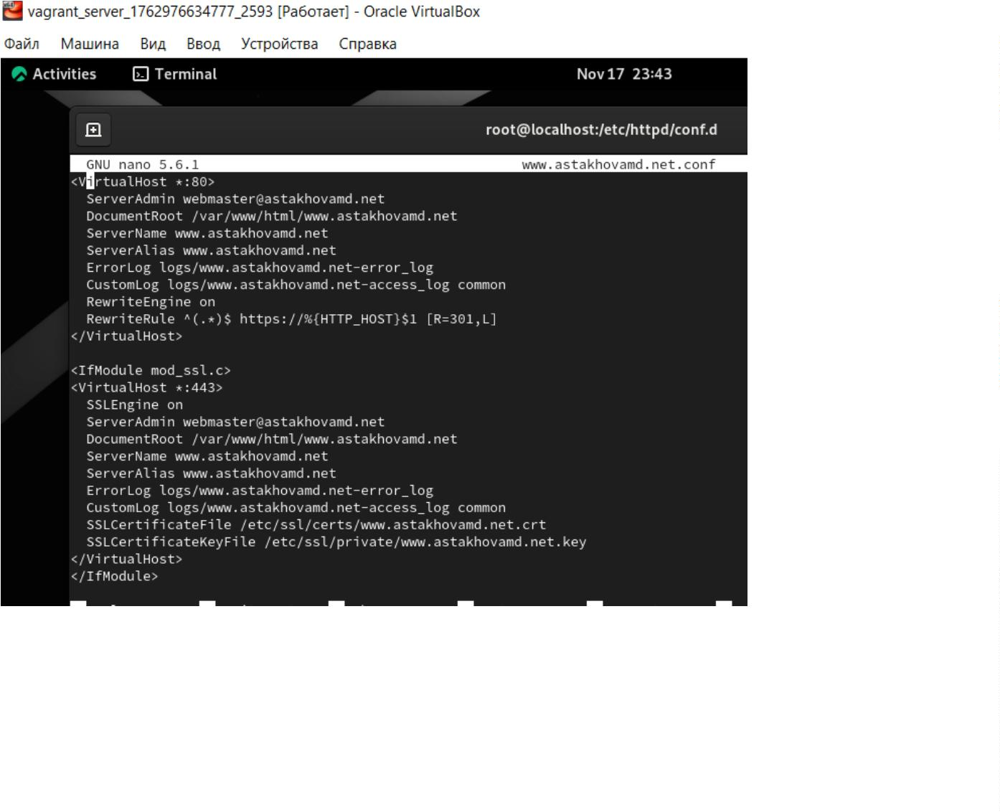 vagrant_server_1762976634777_2593 [Работает] - Oracle VirtualBox
Файл Машина Вид Ввод Устройства Справка
Activities Terminal Nov 17 23:43
root@localhost:/etc/httpd/conf.d
GNU nano 5.6.1 www.astakhovamd.net.conf
<VirtualHost *:80>
ServerAdmin webmaster@astakhovamd.net
DocumentRoot /var/www/html/www.astakhovamd.net
ServerName www.astakhovamd.net
ServerAlias www.astakhovamd.net
ErrorLog logs/www.astakhovamd.net-error_log
CustomLog logs/www.astakhovamd.net-access_log common
RewriteEngine on
RewriteRule ^(.*)$ https://%{HTTP_HOST}$1 [R=301,L]
</VirtualHost>
<IfModule mod_ssl.c>
<VirtualHost *:443>
SSLEngine on
ServerAdmin webmaster@astakhovamd.net
DocumentRoot /var/www/html/www.astakhovamd.net
ServerName www.astakhovamd.net
ServerAlias www.astakhovamd.net
ErrorLog logs/www.astakhovamd.net-error_log
CustomLog logs/www.astakhovamd.net-access_log common
SSLCertificateFile /etc/ssl/certs/www.astakhovamd.net.crt
SSLCertificateKeyFile /etc/ssl/private/www.astakhovamd.net.key
</VirtualHost>
</IfModule>